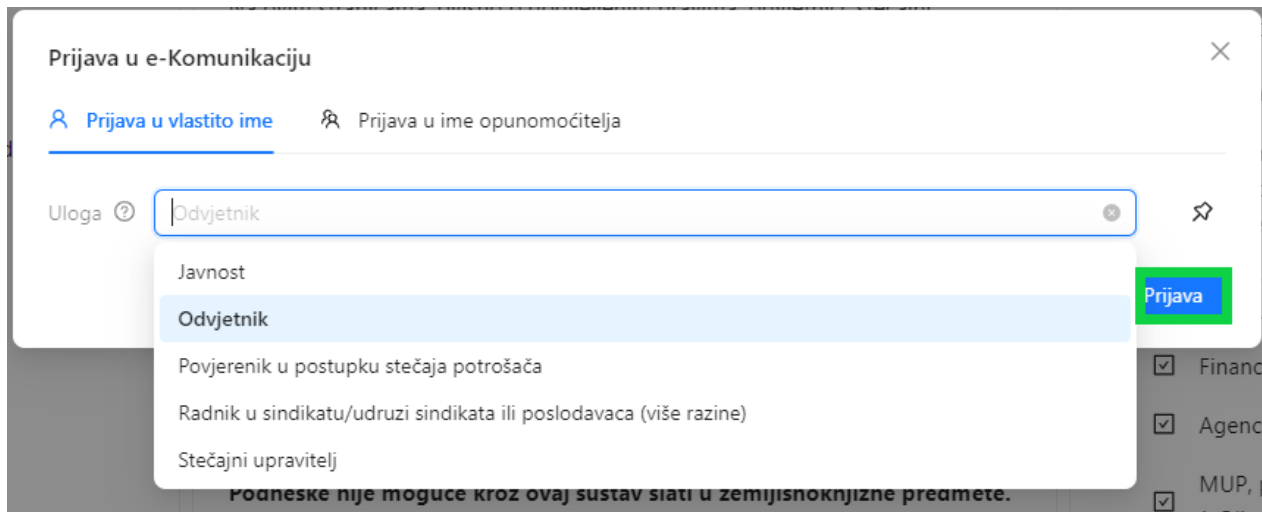 Prijava u e-Komunikaciju
Prijava u vlastito ime
Prijava u ime opunomoćitelja
Uloga
Odvjetnik
Javnost
Odvjetnik
Prijava
Povjerenik u postupku stečaja potrošača
Financ
Radnik u sindikatu/udruzi sindikata ili poslodavaca (više razine)
Agenc
Stečajni upravitelj
MUP,
Podneske nije moguće kroz ovaj sustav slati u zemljišnoknjižne predmete.